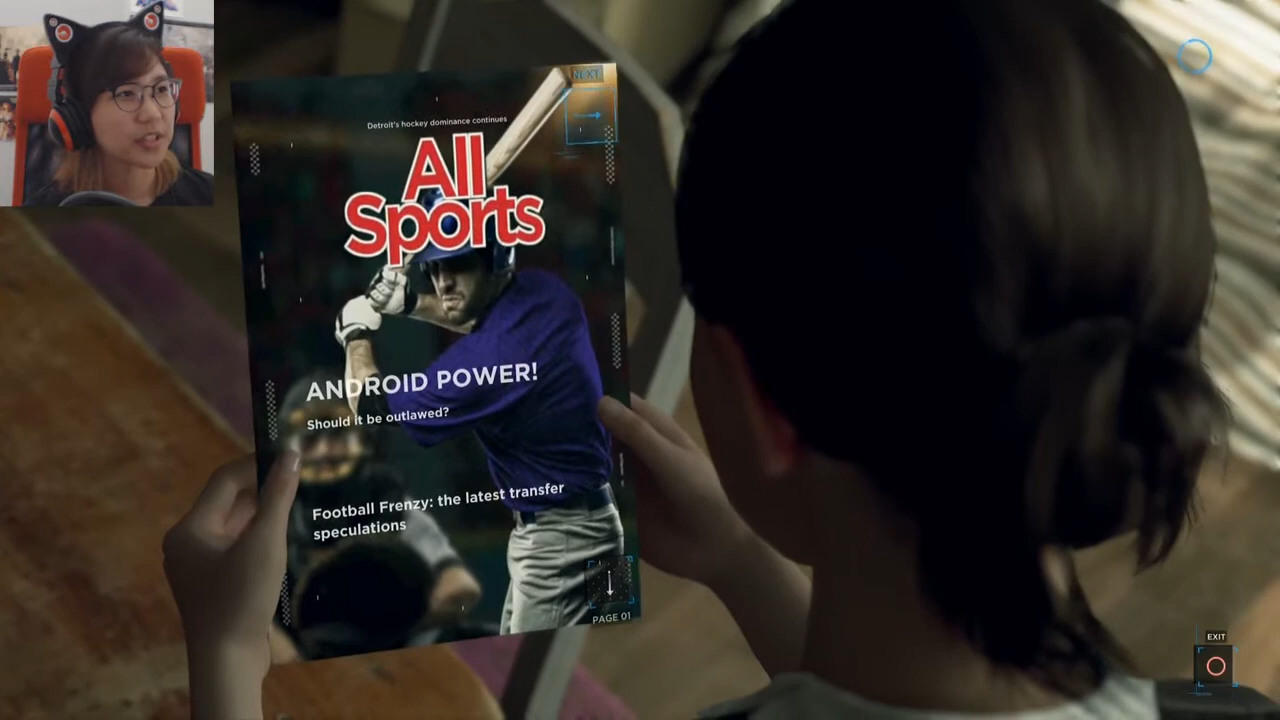 NEXT
Detroit's hockey dominance continues
All
Sports
ANDROID POWER!
Should it be outlawed?
Football Frenzy: the latest transfer
speculations
PAGE 01
EXIT